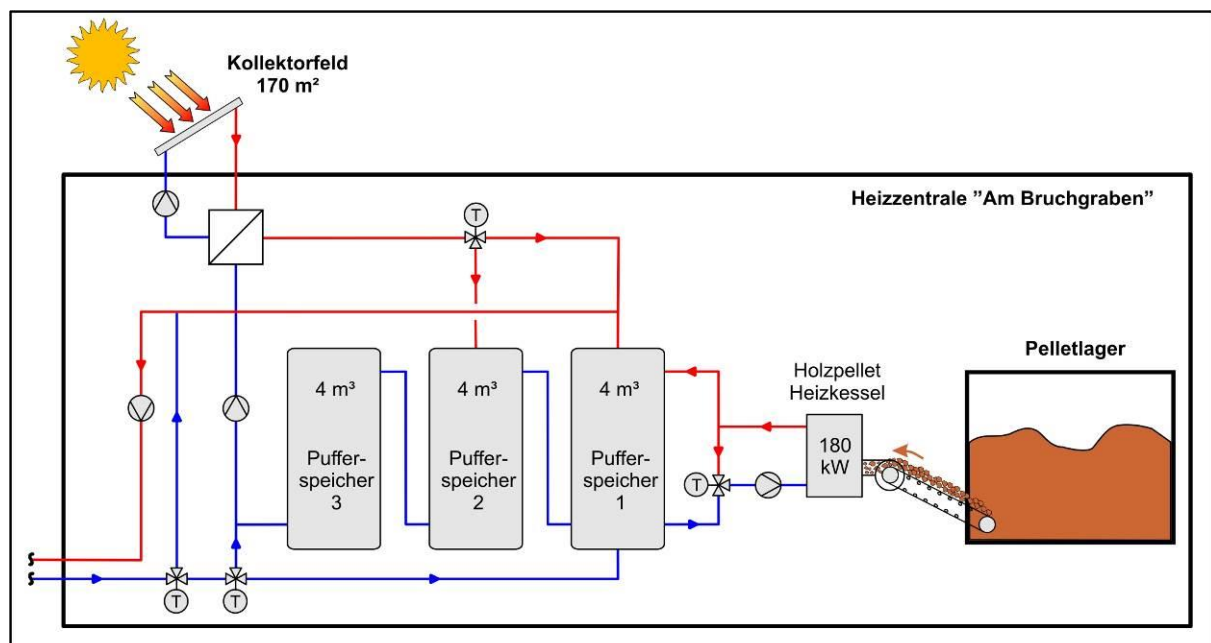 Kollektorfeld
170 m²
Heizzentrale ”Am Bruchgraben”
T
Pelletlager
Holzpellet
Heizkessel
4 m³
4 m³
4 m³
180
kW
Puffer-
speicher
3
Puffer-
speicher
2
Puffer-
speicher
1
T
T
T